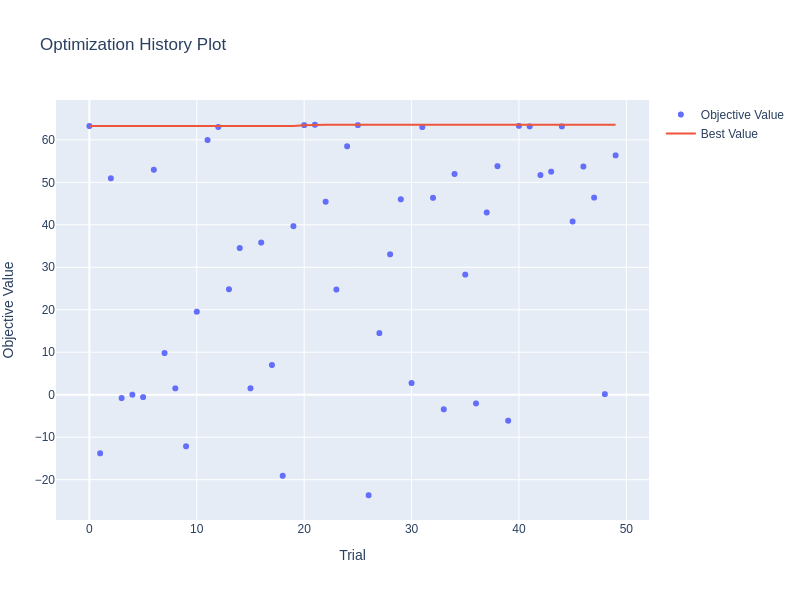 Optimization History Plot
Objective Value
Best Value
60
50
40
30
20
10
0
−10
−20
Objective Value
0 10 20 30 40 50
Trial